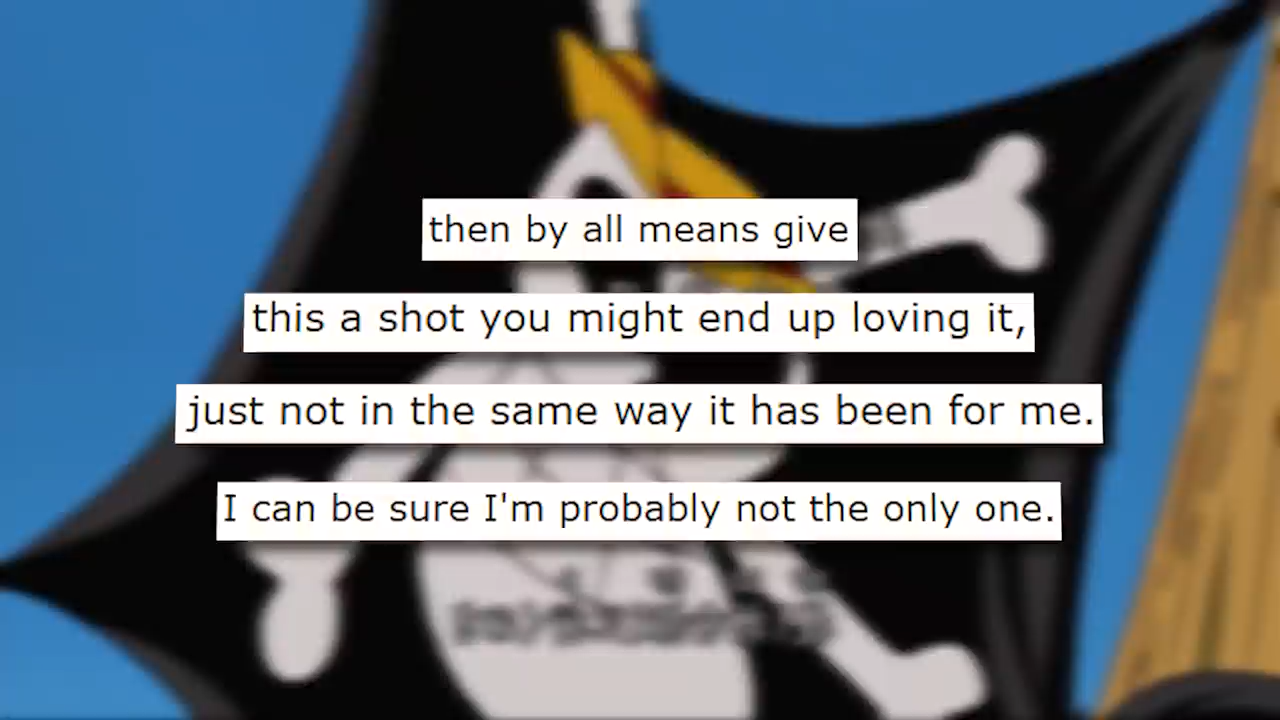 then by all means give
this a shot you might end up loving it,
just not in the same way it has been for me.
I can be sure I'm probably not the only one.